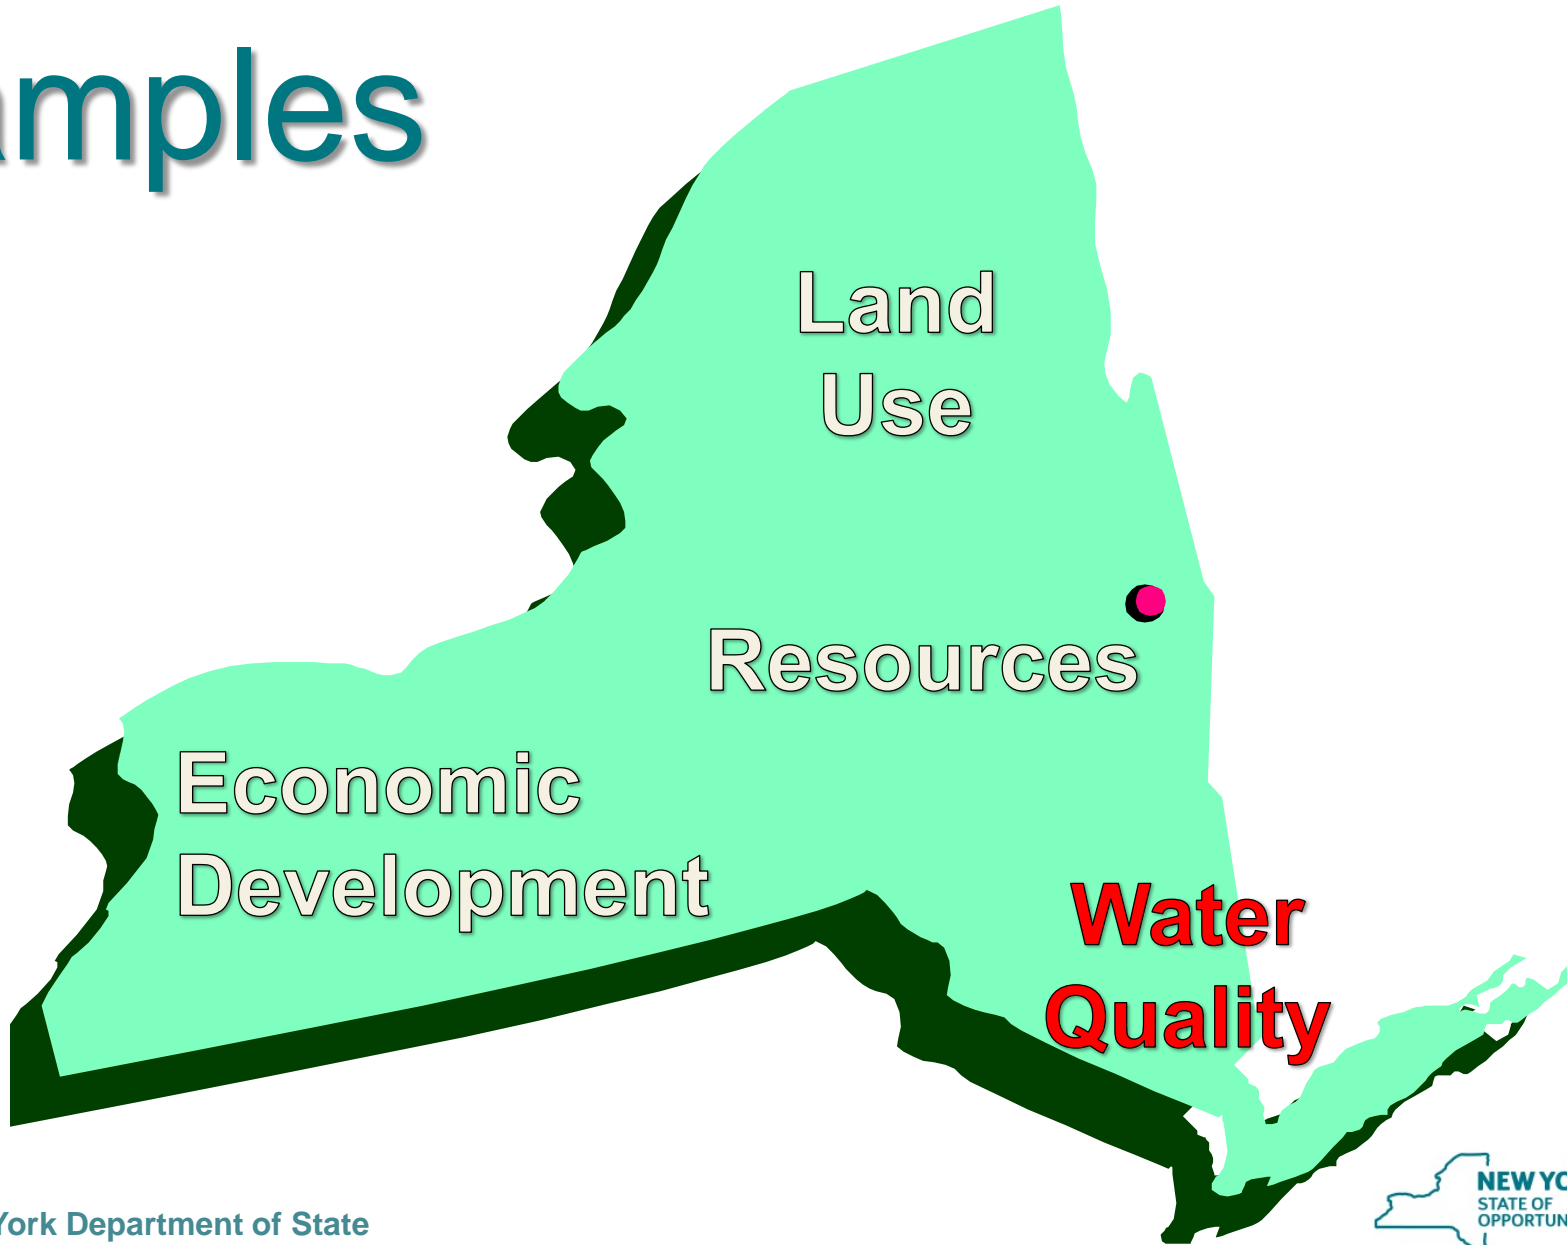 amples
Land
Use
Resources
Economic
Development
Water
Quality
York Department of State
NEW YO
STATE OF
OPPORTUN